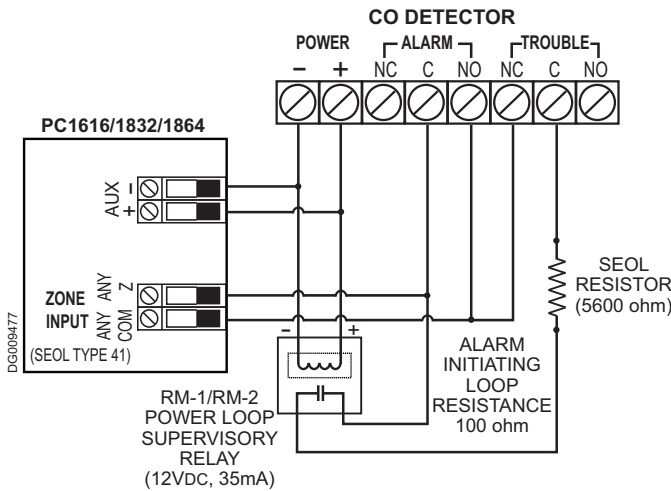 CO DETECTOR
POWER ALARM TROUBLE
− + NC C NO NC C NO
PC1616/1832/1864
AUX
−
+
ZONE
INPUT
ANY
Z
ANY
COM
(SEOL TYPE 41)
DG009477
SEOL
RESISTOR
(5600 ohm)
− +
RM-1/RM-2
POWER LOOP
SUPERVISORY
RELAY
(12VDC, 35mA)
ALARM
INITIATING
LOOP
RESISTANCE
100 ohm